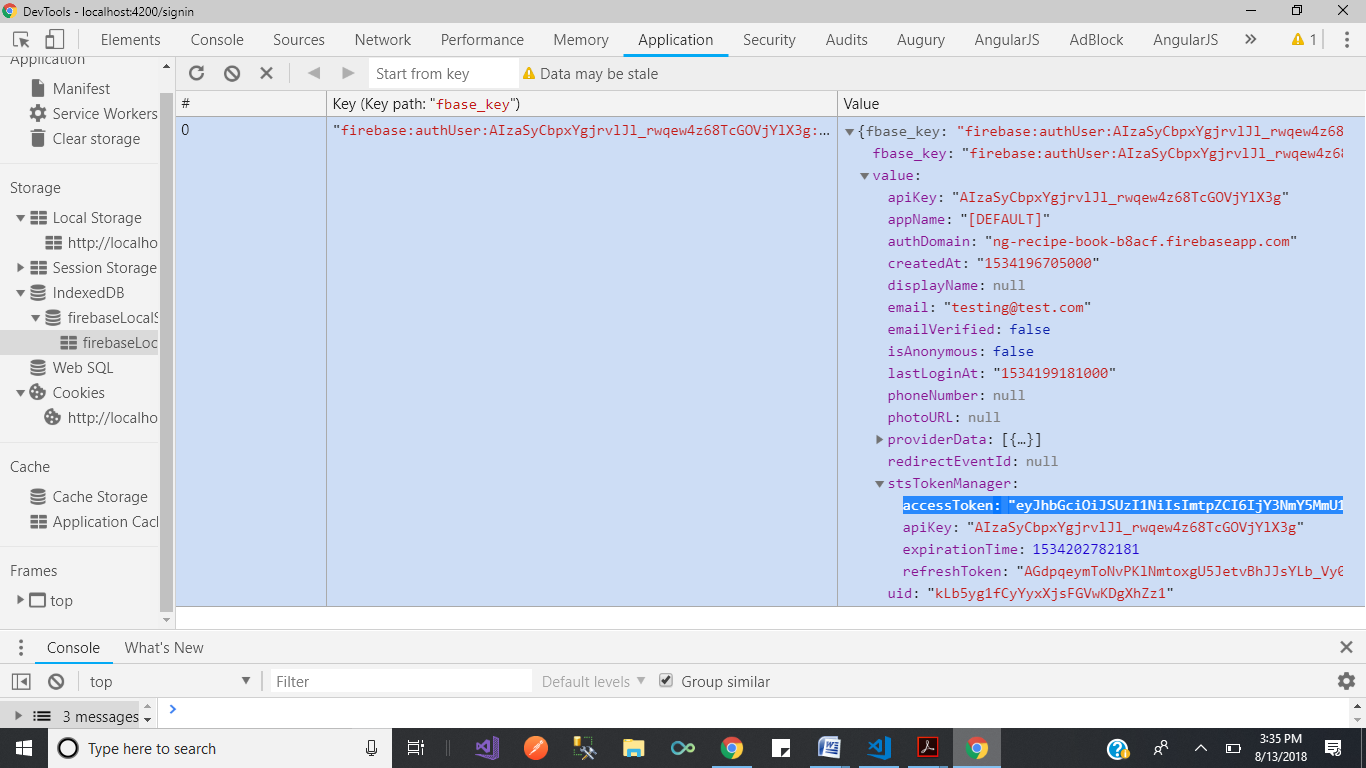 DevTools - localhost:4200/signin
Elements Console Sources Network Performance Memory Application Security Audits Augury AngularJS AdBlock AngularJS » 1
Application
Manifest
Service Workers
Clear storage
Storage
Local Storage
http://localho
Session Storage
IndexedDB
firebaseLocalS
firebaseLoc
Web SQL
Cookies
http://localho
Cache
Cache Storage
Application Cac
Frames
top
Start from key Data may be stale
# Key (Key path: "fbase_key") Value
0 "firebase:authUser:AIzaSyCbpxYgjrvlJl_rwqew4z68TcGOVjYlX3g:… {fbase_key: "firebase:authUser:AIzaSyCbpxYgjrvlJl_rwqew4z68
fbase_key: "firebase:authUser:AIzaSyCbpxYgjrvlJl_rwqew4z68
value:
apiKey: "AIzaSyCbpxYgjrvlJl_rwqew4z68TcGOVjYlX3g"
appName: "[DEFAULT]"
authDomain: "ng-recipe-book-b8acf.firebaseapp.com"
createdAt: "1534196705000"
displayName: null
email: "testing@test.com"
emailVerified: false
isAnonymous: false
lastLoginAt: "1534199181000"
phoneNumber: null
photoURL: null
providerData: [{…}]
redirectEventId: null
stsTokenManager:
accessToken: "eyJhbGciOiJSUzI1NiIsImtpZCI6IjY3NmY5MmU1
apiKey: "AIzaSyCbpxYgjrvlJl_rwqew4z68TcGOVjYlX3g"
expirationTime: 1534202782181
refreshToken: "AGdpqeymToNvPKlNmtoxgU5JetvBhJJsYLb_Vy0
uid: "kLb5yg1fCyYyxXjsFGVwKDgXhZz1"
Console What's New
top Filter Default levels Group similar
3 messages
Type here to search
3:35 PM
8/13/2018